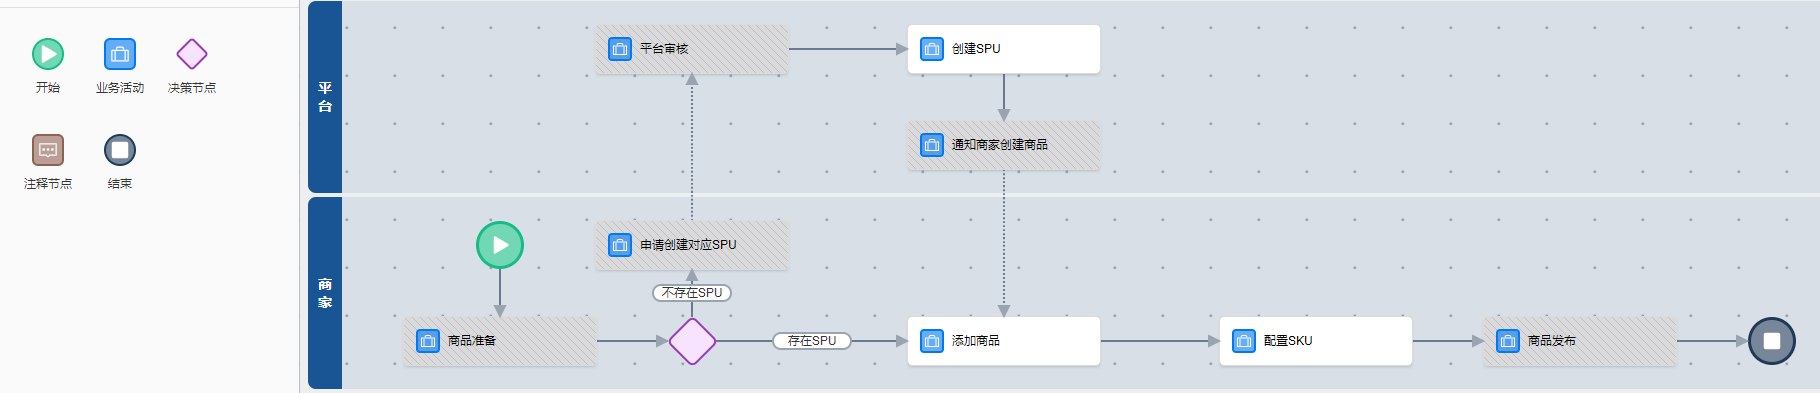 开始
业务活动
决策节点
注释节点
结束
平台
平台审核
创建SPU
通知商家创建商品
商家
申请创建对应SPU
不存在SPU
商品准备
存在SPU
添加商品
配置SKU
商品发布